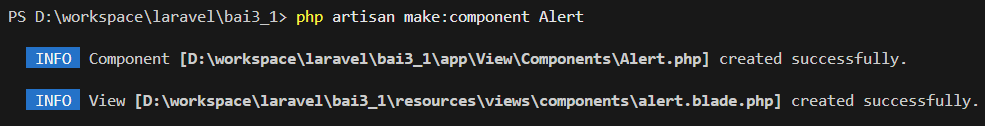 PS D:\workspace\laravel\bai3_1> php artisan make:component Alert
INFO Component [D:\workspace\laravel\bai3_1\app\View\Components\Alert.php] created successfully.
INFO View [D:\workspace\laravel\bai3_1\resources\views\components\alert.blade.php] created successfully.